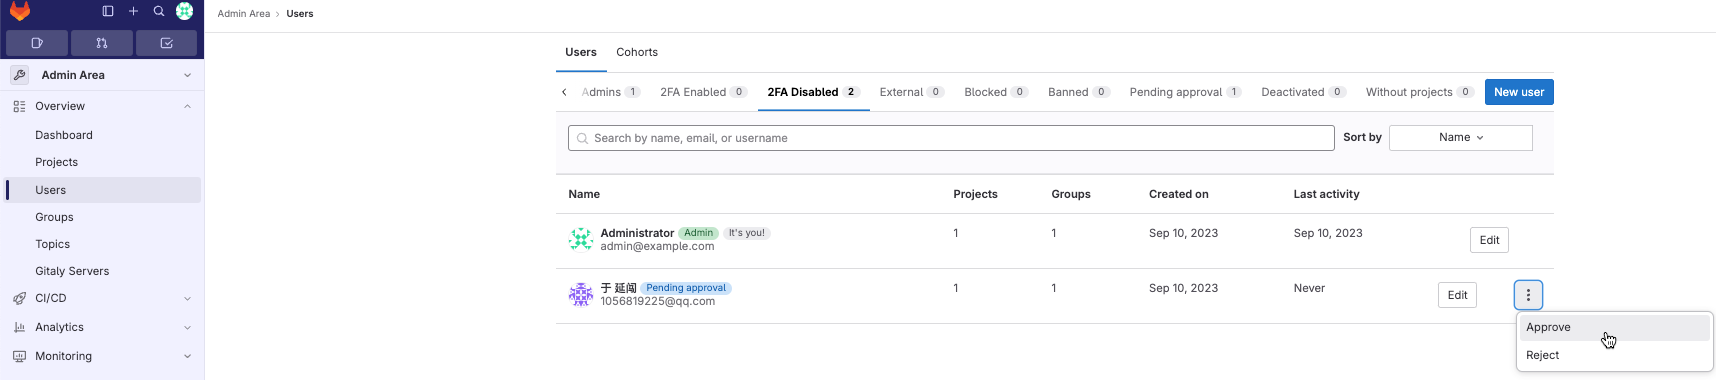 Admin Area > Users
Admin Area
Overview
Dashboard
Projects
Users
Groups
Topics
Gitaly Servers
CI/CD
Analytics
Monitoring
Users Cohorts
Admins 1 2FA Enabled 0 2FA Disabled 2 External 0 Blocked 0 Banned 0 Pending approval 1 Deactivated 0 Without projects 0 New user
Search by name, email, or username Sort by Name
Name Projects Groups Created on Last activity
Administrator Admin It's you! 1 1 Sep 10, 2023 Sep 10, 2023 Edit
admin@example.com
于 延闯 Pending approval 1 1 Sep 10, 2023 Never Edit
1056819225@qq.com
Approve
Reject